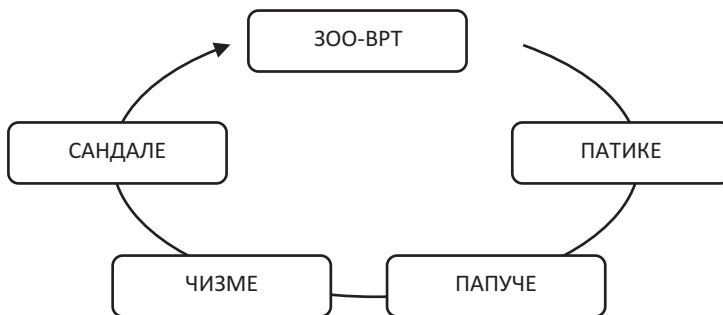 ЗОО-ВРТ
САНДАЛЕ
ПАТИКЕ
ЧИЗМЕ
ПАПУЧЕ